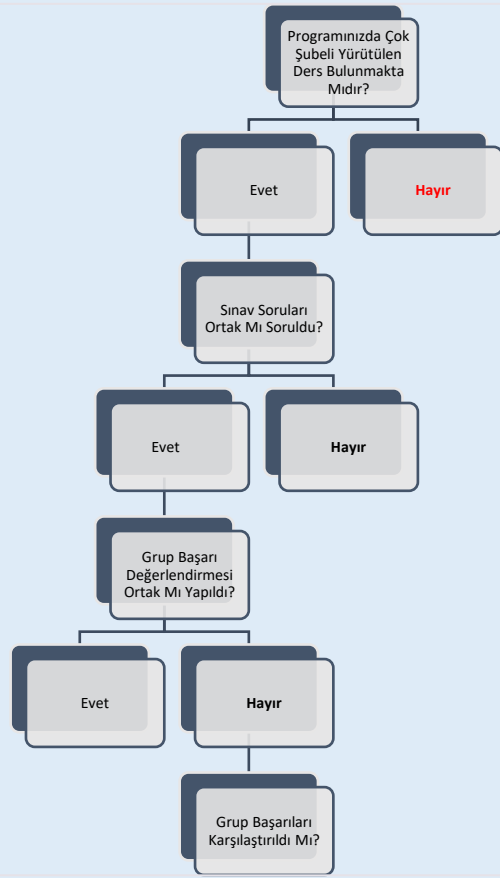 Programınızda Çok
Şubeli Yürütülen
Ders Bulunmakta
Mıdır?
Evet
Hayır
Sınav Soruları
Ortak Mı Soruldu?
Evet
Hayır
Grup Başarı
Değerlendirmesi
Ortak Mı Yapıldı?
Evet
Hayır
Grup Başarıları
Karşılaştırıldı Mı?